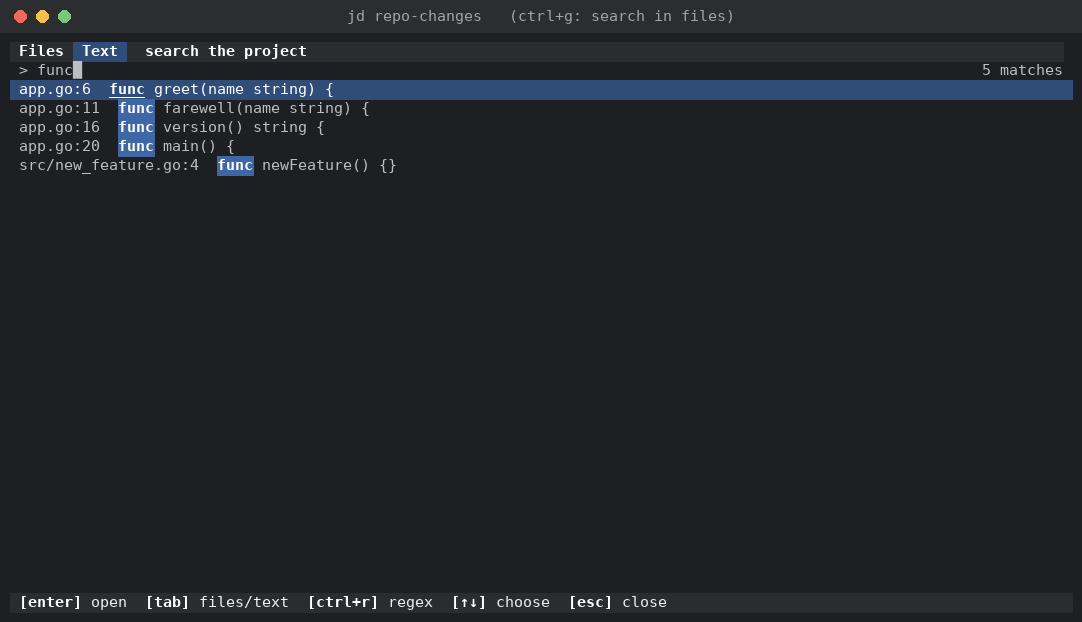 jd repo-changes (ctrl+g: search in files)
Files Text search the project
> func 5 matches
app.go:6 func greet(name string) {
app.go:11 func farewell(name string) {
app.go:16 func version() string {
app.go:20 func main() {
src/new_feature.go:4 func newFeature() {}
[enter] open [tab] files/text [ctrl+r] regex [↑↓] choose [esc] close